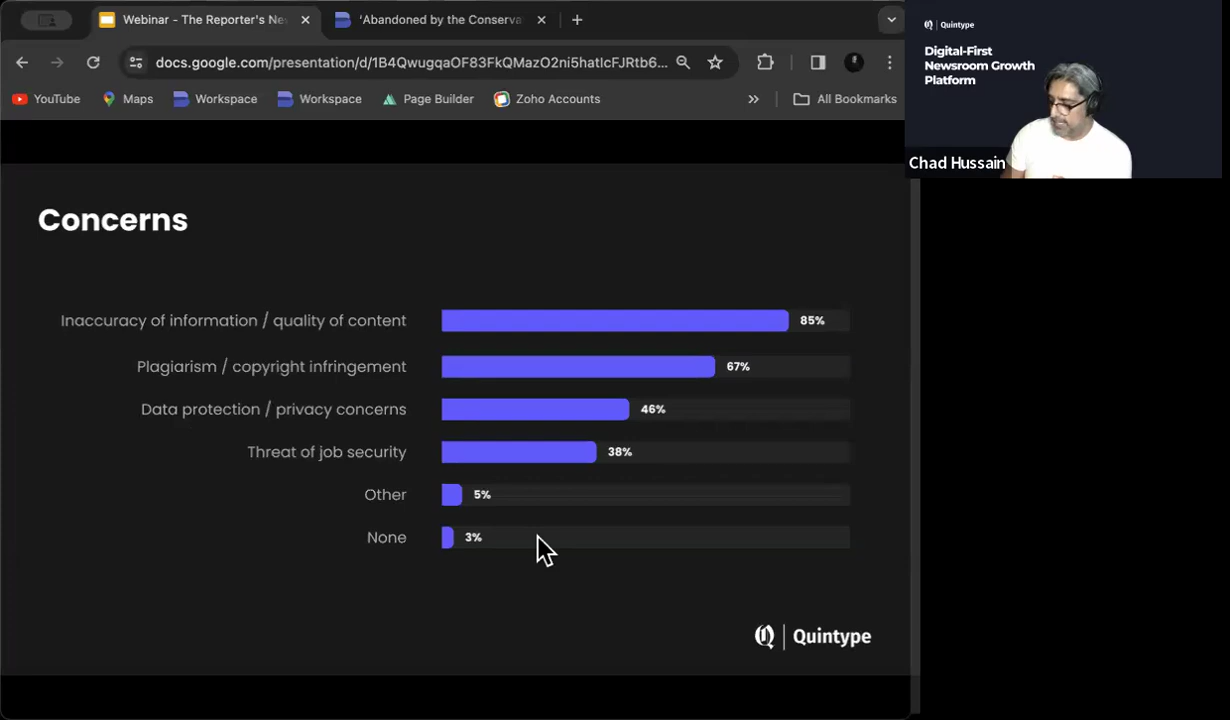 Webinar - The Reporter's Ne
'Abandoned by the Conserva
docs.google.com/presentation/d/1B4QwugqaOF83FkQMazO2ni5hatIcFJRtb6...
YouTube
Maps
Workspace
Workspace
Page Builder
Zoho Accounts
All Bookmarks
Quintype
Digital-First
Newsroom Growth
Platform
Chad Hussain
Concerns
Inaccuracy of information / quality of content 85%
Plagiarism / copyright infringement 67%
Data protection / privacy concerns 46%
Threat of job security 38%
Other 5%
None 3%
Quintype